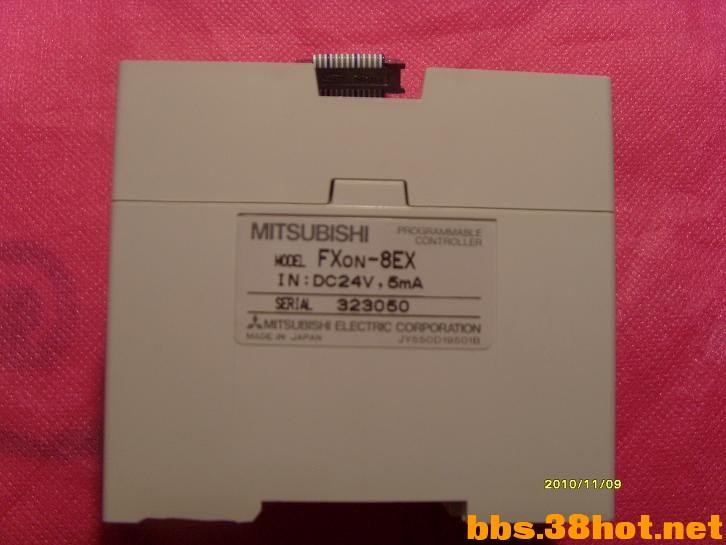 MITSUBISHI
PROGRAMMABLE
CONTROLLER
MODEL FX0N-8EX
IN:DC24V, 5mA
SERIAL 323050
MITSUBISHI ELECTRIC CORPORATION
MADE IN JAPAN JY550D19501B
2010/11/09
bbs.38hot.net